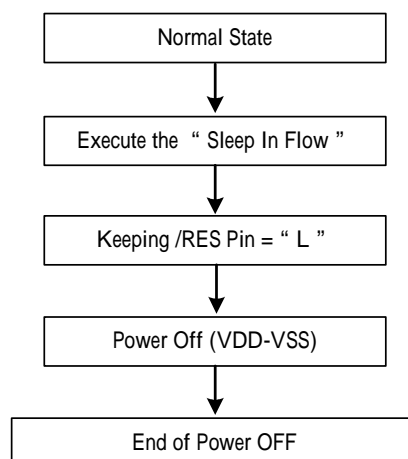 Normal State
Execute the “ Sleep In Flow ”
Keeping /RES Pin = “ L ”
Power Off (VDD-VSS)
End of Power OFF